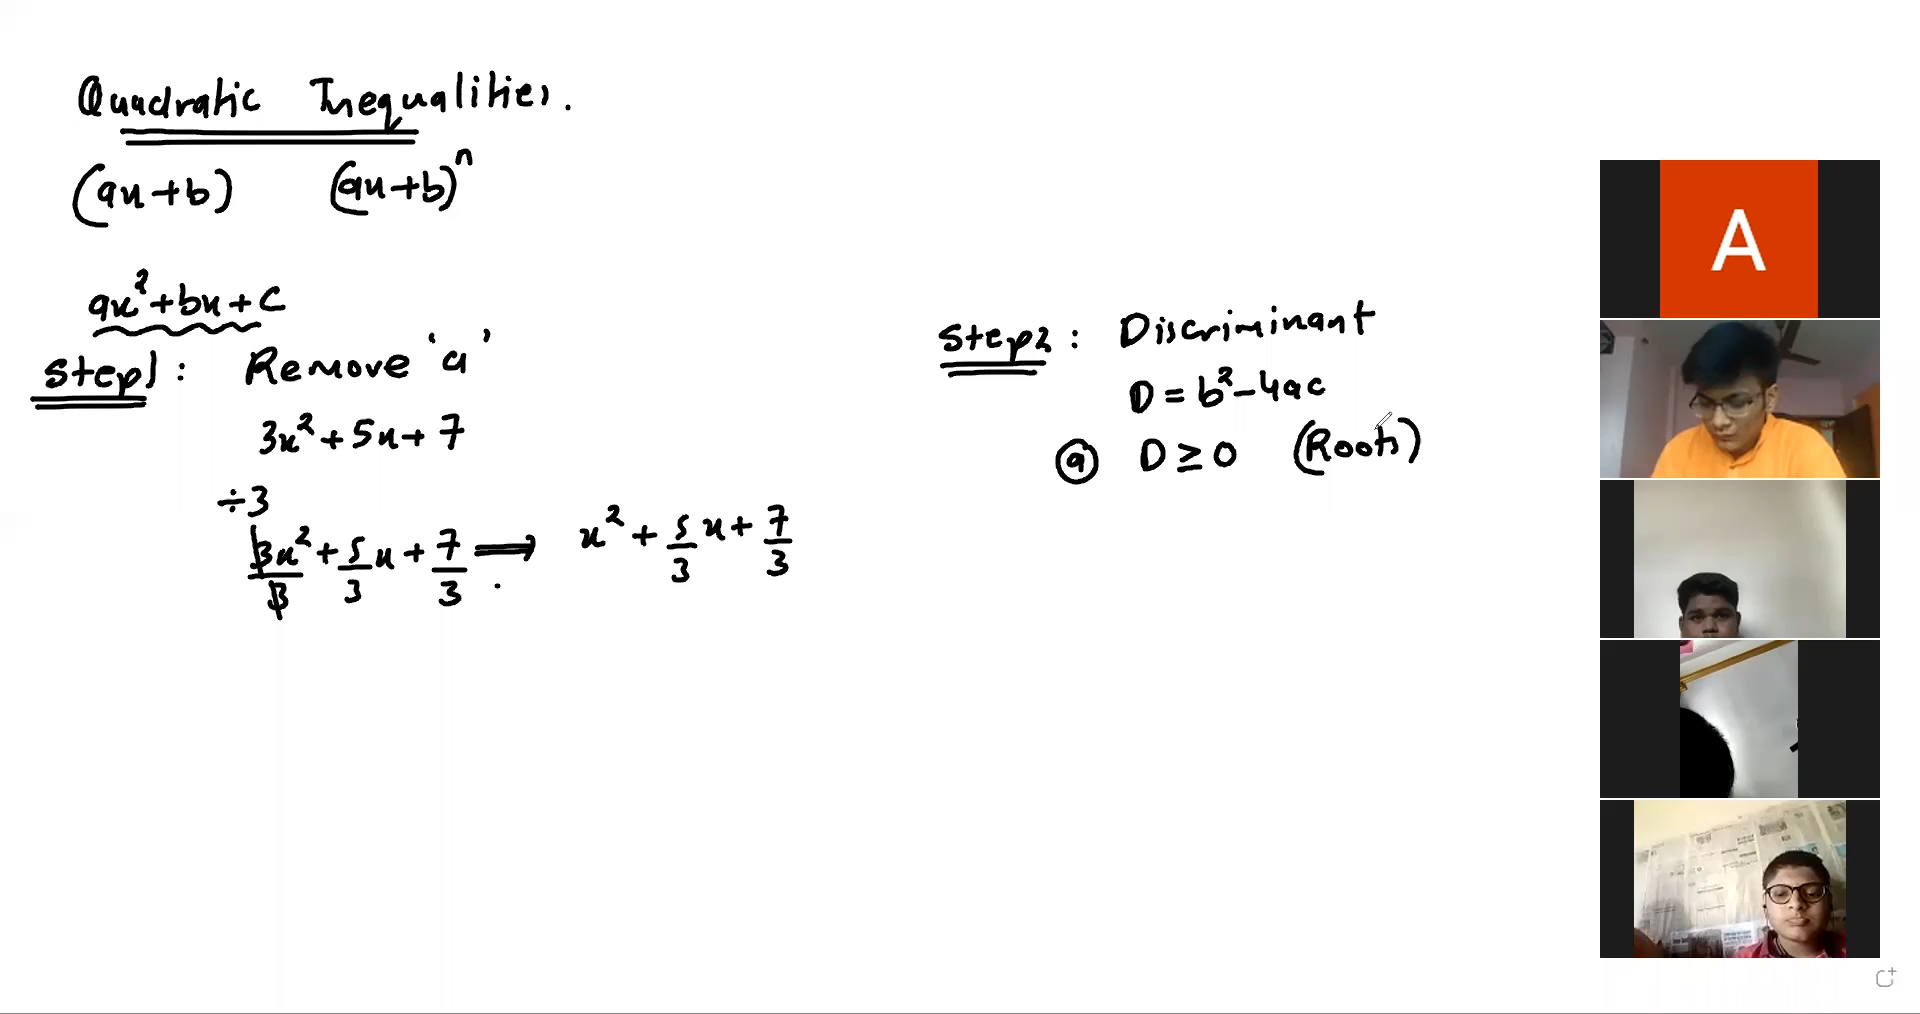 Quadratic Inequalities.
(ax+b) (ax+b)ⁿ
ax²+bx+c
Step1: Remove 'a'
3x²+5x+7
÷3
3x²/3 + 5/3 x + 7/3 ⟹ x² + 5/3 x + 7/3
Step2: Discriminant
D = b²-4ac
ⓐ D ≥ 0 (Roots)
A